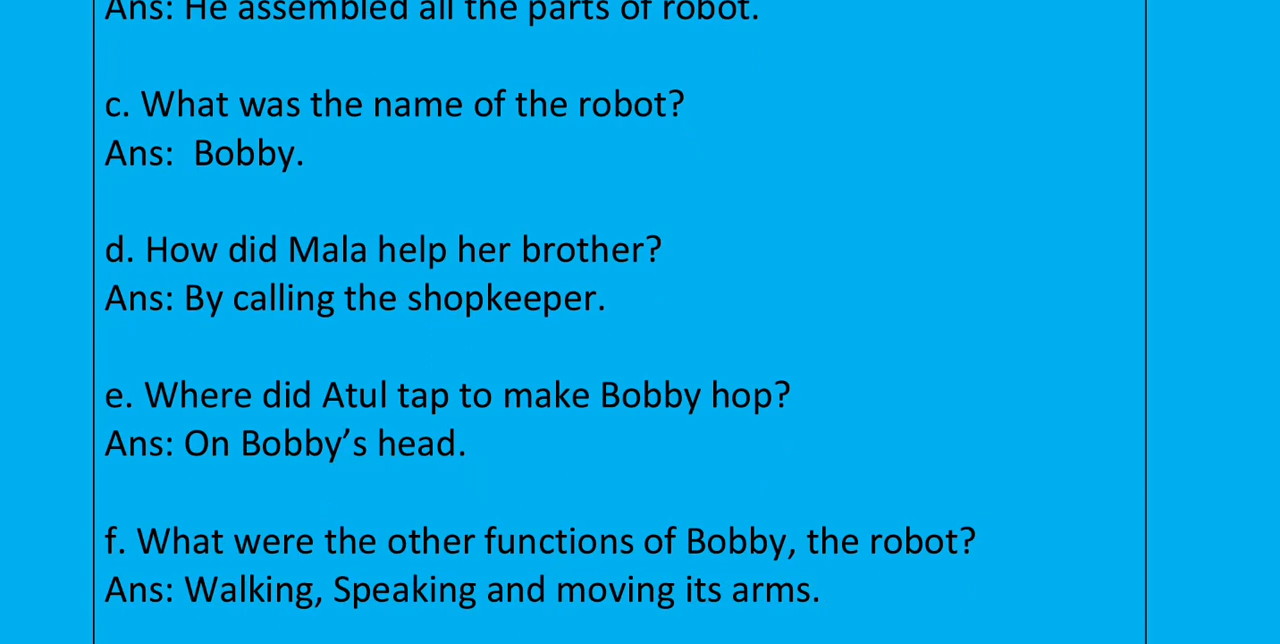 Ans: He assembled all the parts of robot.
c. What was the name of the robot?
Ans:  Bobby.
d. How did Mala help her brother?
Ans: By calling the shopkeeper.
e. Where did Atul tap to make Bobby hop?
Ans: On Bobby’s head.
f. What were the other functions of Bobby, the robot?
Ans: Walking, Speaking and moving its arms.